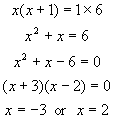 x(x+1)=1×6
x²+x=6
x²+x-6=0
(x+3)(x-2)=0
x=-3 or x=2